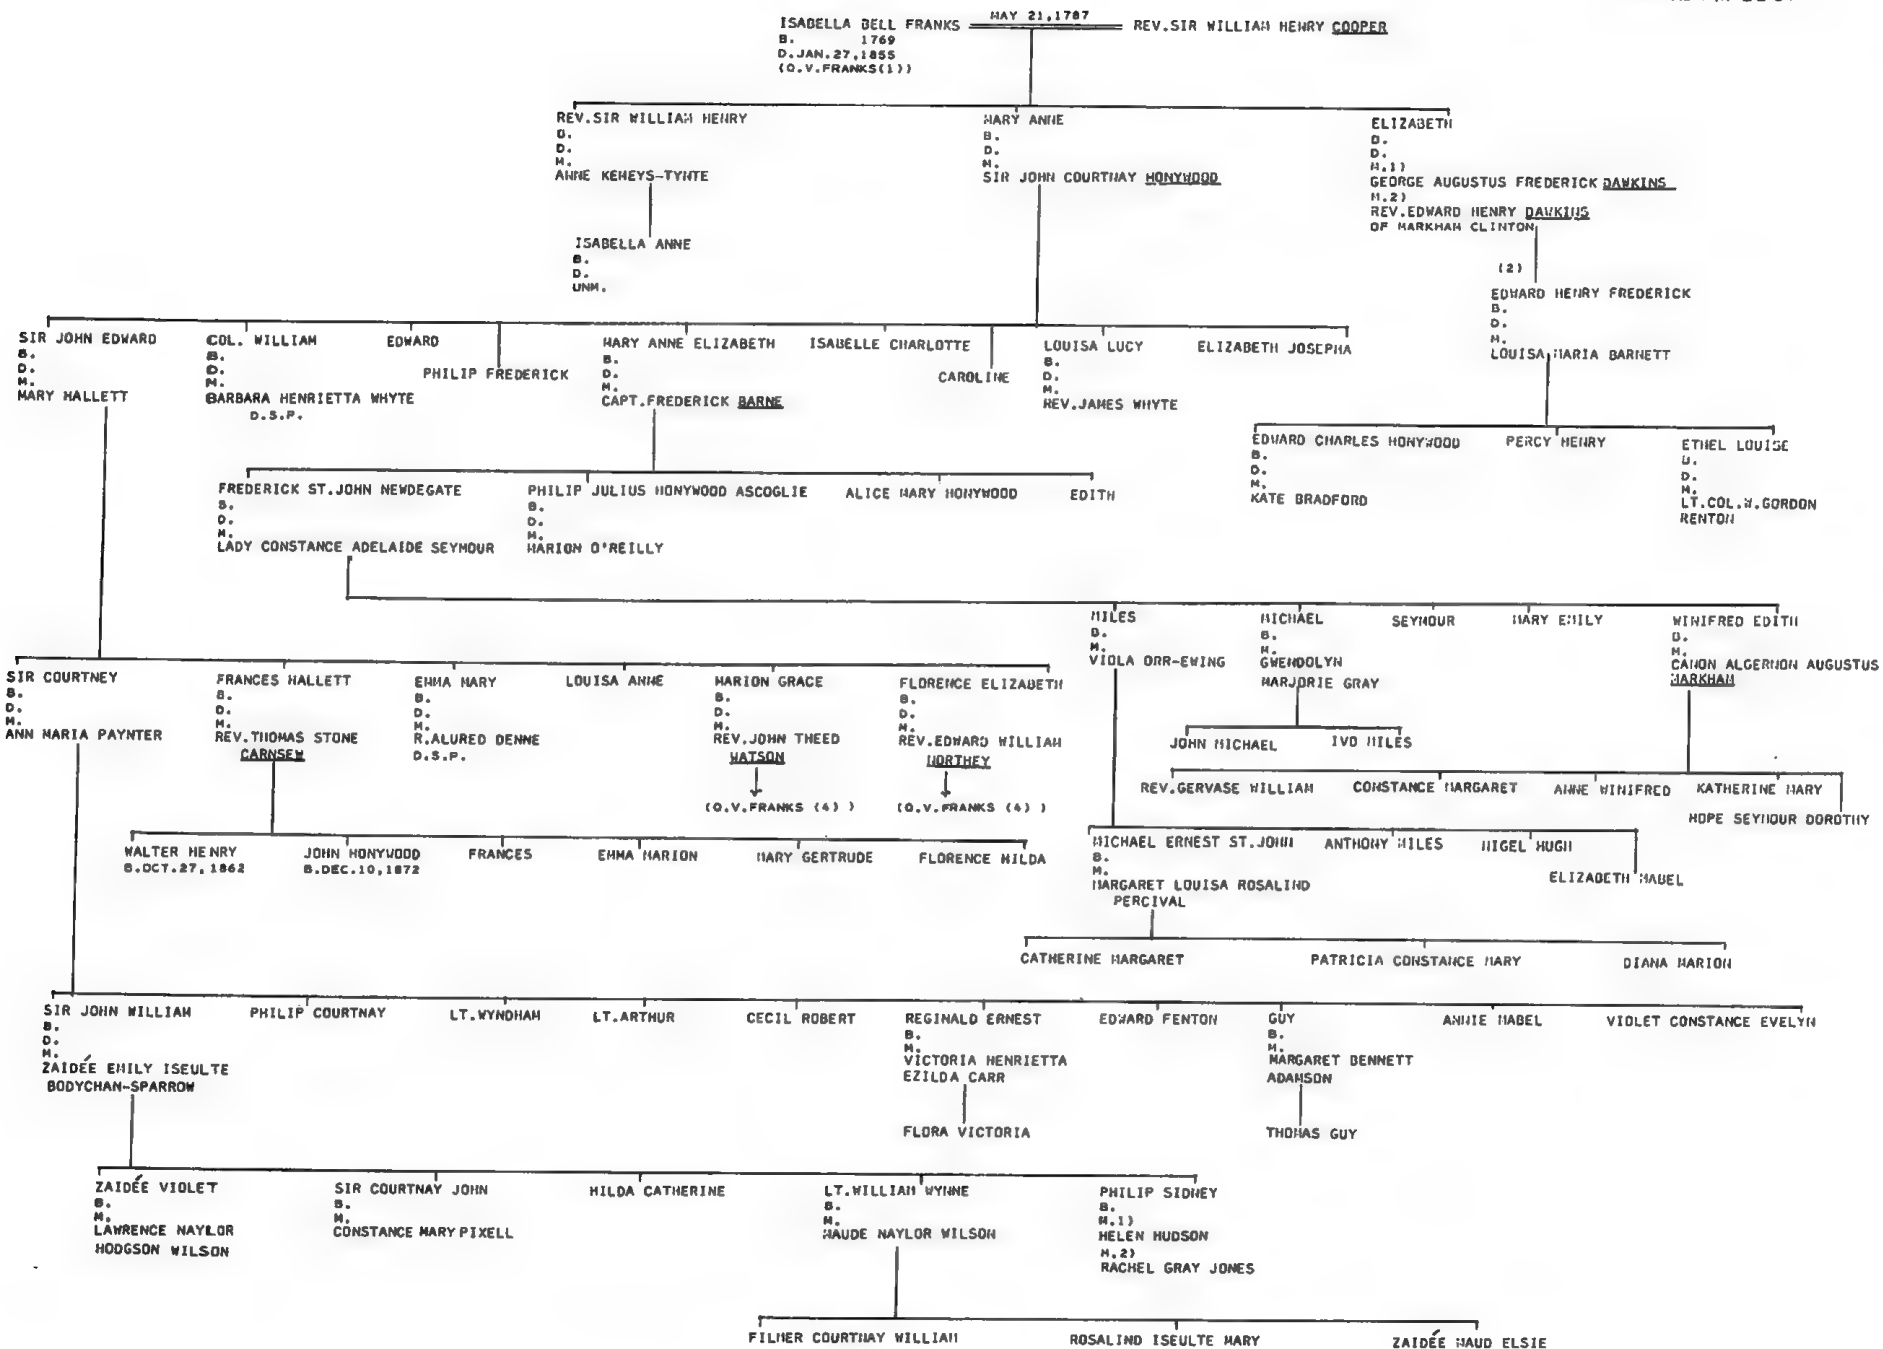 MAY 21,1787
ISABELLA BELL FRANKS
REV.SIR WILLIAM HENRY COOPER
B. 1769
D.JAN.27,1855
(Q.V.FRANKS(1))
REV.SIR WILLIAM HENRY
B.
D.
M.
ANNE KEMEYS-TYNTE
MARY ANNE
B.
D.
M.
SIR JOHN COURTNAY HONYWOOD
ELIZABETH
B.
D.
M.1)
GEORGE AUGUSTUS FREDERICK DAWKINS
M.2)
REV.EDWARD HENRY DAWKINS
OF MARKHAM CLINTON
ISABELLA ANNE
B.
D.
UNM.
(2)
EDWARD HENRY FREDERICK
B.
D.
M.
LOUISA MARIA BARNETT
SIR JOHN EDWARD
B.
D.
M.
MARY HALLETT
COL. WILLIAM
B.
D.
M.
BARBARA HENRIETTA WHYTE
D.S.P.
EDWARD
PHILIP FREDERICK
MARY ANNE ELIZABETH
B.
D.
M.
CAPT.FREDERICK BARNE
ISABELLE CHARLOTTE
CAROLINE
LOUISA LUCY
B.
D.
M.
REV.JAMES WHYTE
ELIZABETH JOSEPHA
EDWARD CHARLES HONYWOOD
B.
D.
M.
KATE BRADFORD
PERCY HENRY
ETHEL LOUISE
B.
D.
M.
LT.COL.W.GORDON
RENTON
FREDERICK ST.JOHN NEWDEGATE
B.
D.
M.
LADY CONSTANCE ADELAIDE SEYMOUR
PHILIP JULIUS HONYWOOD ASCOGLIE
B.
D.
M.
MARION O'REILLY
ALICE MARY HONYWOOD
EDITH
MILES
B.
M.
VIOLA ORR-EWING
MICHAEL
B.
M.
GWENDOLYN
MARJORIE GRAY
SEYMOUR
MARY EMILY
WINIFRED EDITH
B.
M.
CANON ALGERNON AUGUSTUS
MARKHAM
SIR COURTNEY
B.
D.
M.
ANN MARIA PAYNTER
FRANCES HALLETT
B.
D.
M.
REV.THOMAS STONE
CARNSEW
EMMA MARY
B.
D.
M.
R.ALURED DENNE
D.S.P.
LOUISA ANNE
MARION GRACE
B.
D.
M.
REV.JOHN THEED
WATSON
(Q.V.FRANKS (4) )
FLORENCE ELIZABETH
B.
D.
M.
REV.EDWARD WILLIAM
NORTHEY
(Q.V.FRANKS (4) )
JOHN MICHAEL
IVO MILES
REV.GERVASE WILLIAM
CONSTANCE MARGARET
ANNE WINIFRED
KATHERINE MARY
HOPE SEYMOUR DOROTHY
WALTER HENRY
B.OCT.27,1862
JOHN HONYWOOD
B.DEC.10,1872
FRANCES
EMMA MARION
MARY GERTRUDE
FLORENCE HILDA
MICHAEL ERNEST ST.JOHN
B.
M.
MARGARET LOUISA ROSALIND
PERCIVAL
ANTHONY MILES
NIGEL HUGH
ELIZABETH MABEL
CATHERINE MARGARET
PATRICIA CONSTANCE MARY
DIANA MARION
SIR JOHN WILLIAM
B.
D.
M.
ZAIDÉE EMILY ISEULTE
BODYCHAN-SPARROW
PHILIP COURTNAY
LT.WYNDHAM
LT.ARTHUR
CECIL ROBERT
REGINALD ERNEST
B.
M.
VICTORIA HENRIETTA
EZILDA CARR
EDWARD FENTON
GUY
B.
M.
MARGARET BENNETT
ADAMSON
ANNIE MABEL
VIOLET CONSTANCE EVELYN
FLORA VICTORIA
THOMAS GUY
ZAIDÉE VIOLET
B.
M.
LAWRENCE NAYLOR
HODGSON WILSON
SIR COURTNAY JOHN
B.
M.
CONSTANCE MARY PIXELL
HILDA CATHERINE
LT.WILLIAM WYNNE
B.
M.
MAUDE NAYLOR WILSON
PHILIP SIDNEY
B.
M.1)
HELEN HUDSON
M.2)
RACHEL GRAY JONES
FILMER COURTNAY WILLIAM
ROSALIND ISEULTE MARY
ZAIDÉE MAUD ELSIE